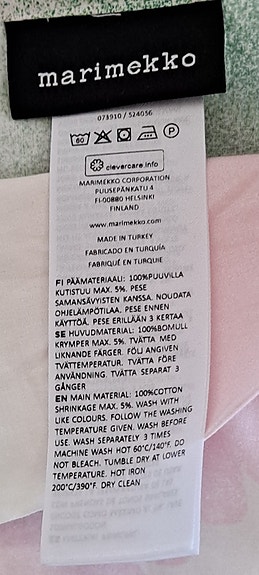 marimekko
073910 / 524056
60 P
clevercare.info
MARIMEKKO CORPORATION
PUUSEPÄNKATU 4
FI-00880 HELSINKI
FINLAND
www.marimekko.com
MADE IN TURKEY
FABRICADO EN TURQUÍA
FABRIQUÉ EN TURQUIE
FI PÄÄMATERIAALI: 100%PUUVILLA
KUTISTUU MAX. 5%. PESE
SAMANSÄVYISTEN KANSSA. NOUDATA
OHJELÄMPÖTILAA. PESE ENNEN
KÄYTTÖÄ. PESE ERILLÄÄN 3 KERTAA
SE HUVUDMATERIAL: 100%BOMULL
KRYMPER MAX. 5%. TVÄTTA MED
LIKNANDE FÄRGER. FÖLJ ANGIVEN
TVÄTTEMPERATUR. TVÄTTA FÖRE
ANVÄNDNING. TVÄTTA SEPARAT 3
GÅNGER
EN MAIN MATERIAL: 100%COTTON
SHRINKAGE MAX. 5%. WASH WITH
LIKE COLOURS. FOLLOW THE WASHING
TEMPERATURE GIVEN. WASH BEFORE
USE. WASH SEPARATELY 3 TIMES
MACHINE WASH HOT 60°C/140°F. DO
NOT BLEACH. TUMBLE DRY AT LOWER
TEMPERATURE. HOT IRON
200°C/390°F. DRY CLEAN